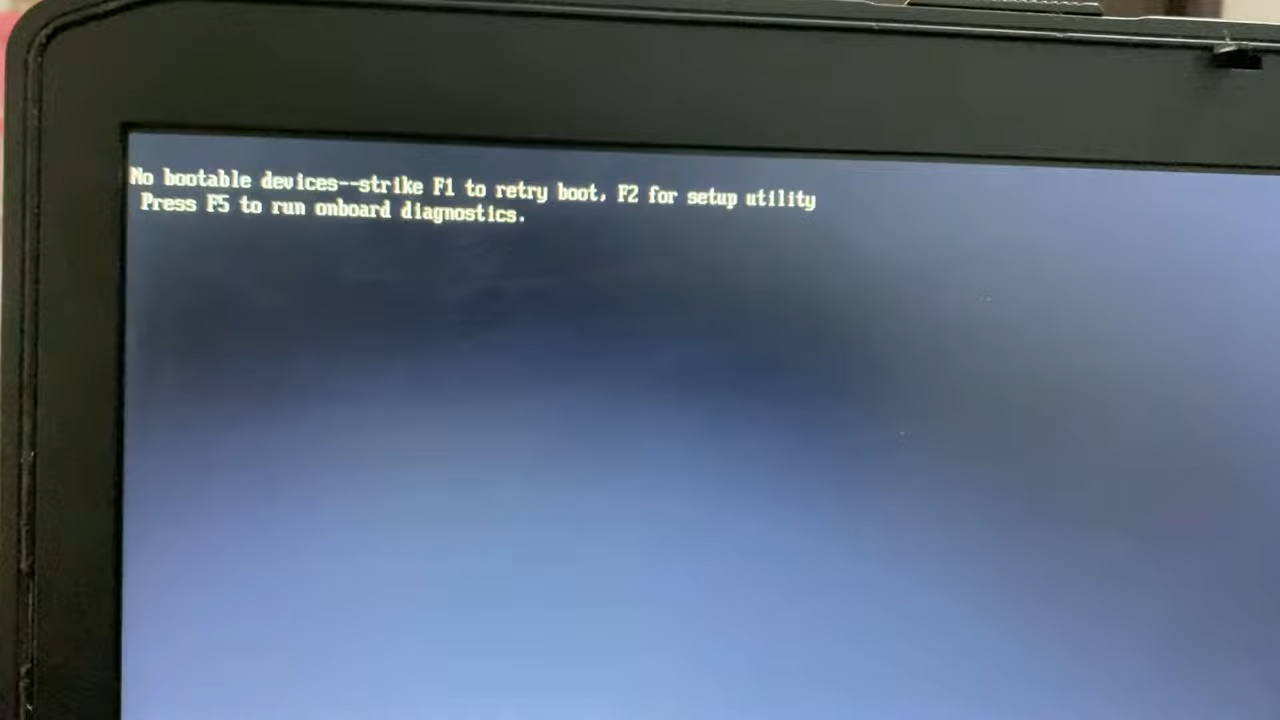 No bootable devices--strike F1 to retry boot, F2 for setup utility
Press F5 to run onboard diagnostics.